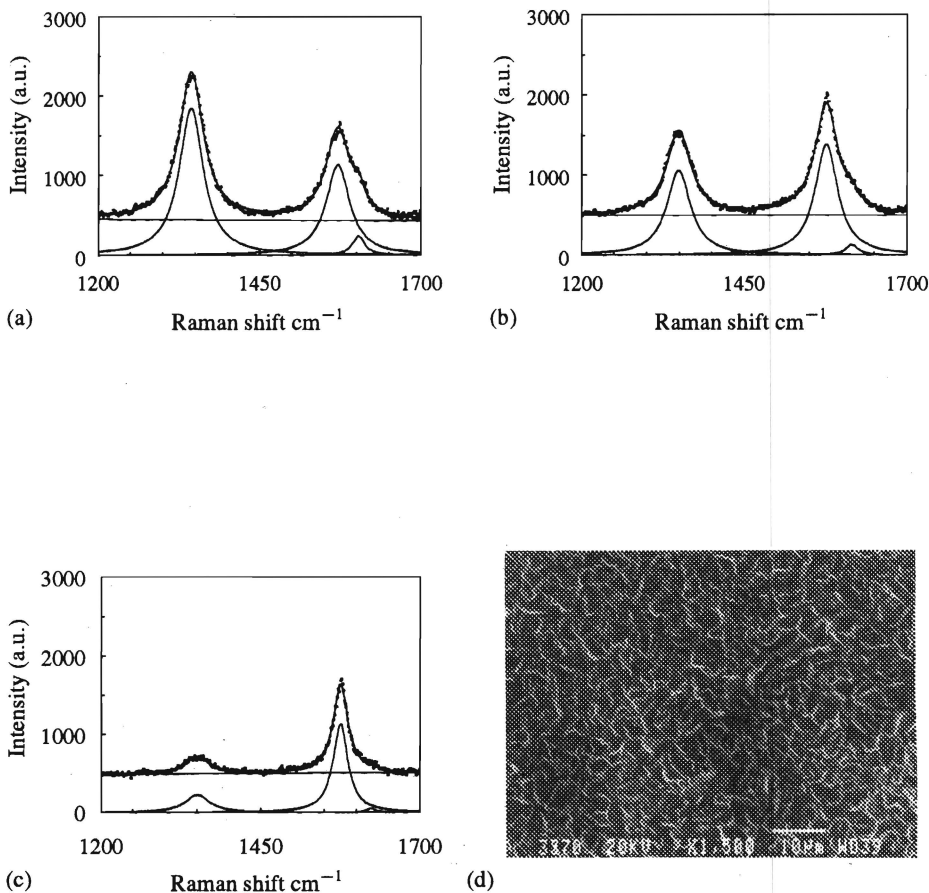 3000
2000
1000
0
Intensity (a.u.)
1200 1450 1700
Raman shift cm−1
(a)
3000
2000
1000
0
Intensity (a.u.)
1200 1450 1700
Raman shift cm−1
(b)
3000
2000
1000
0
Intensity (a.u.)
1200 1450 1700
Raman shift cm−1
(c)
20KU X1,500 10μm WD39
(d)